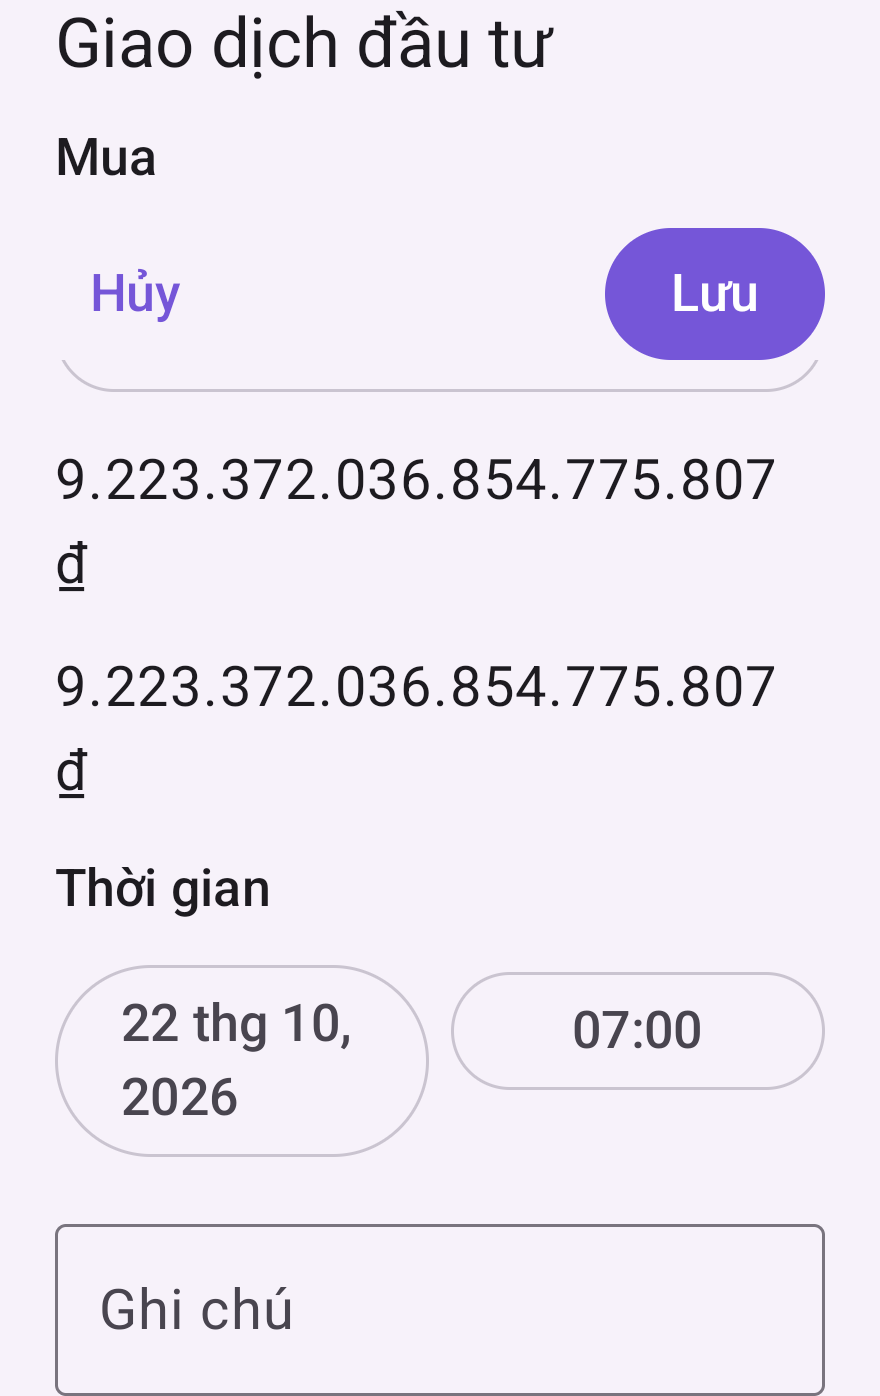 Giao dịch đầu tư
Mua
Hủy
Lưu
9.223.372.036.854.775.807
₫
9.223.372.036.854.775.807
₫
Thời gian
22 thg 10,
2026
07:00
Ghi chú